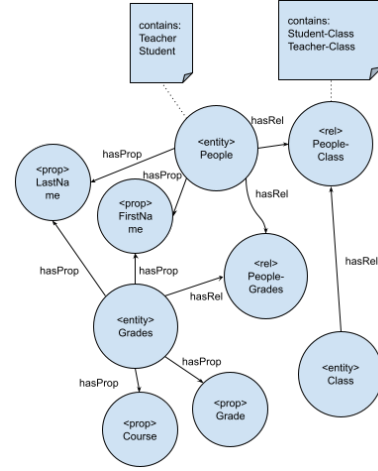 contains:
Teacher
Student
contains:
Student-Class
Teacher-Class
hasRel
<entity>
People
<rel>
People-
Class
hasProp
hasProp
<prop>
LastNa
me
hasRel
<prop>
FirstNa
me
hasProp
hasProp
<rel>
People-
Grades
hasRel
hasRel
<entity>
Grades
hasProp
hasProp
<entity>
Class
<prop>
Grade
<prop>
Course